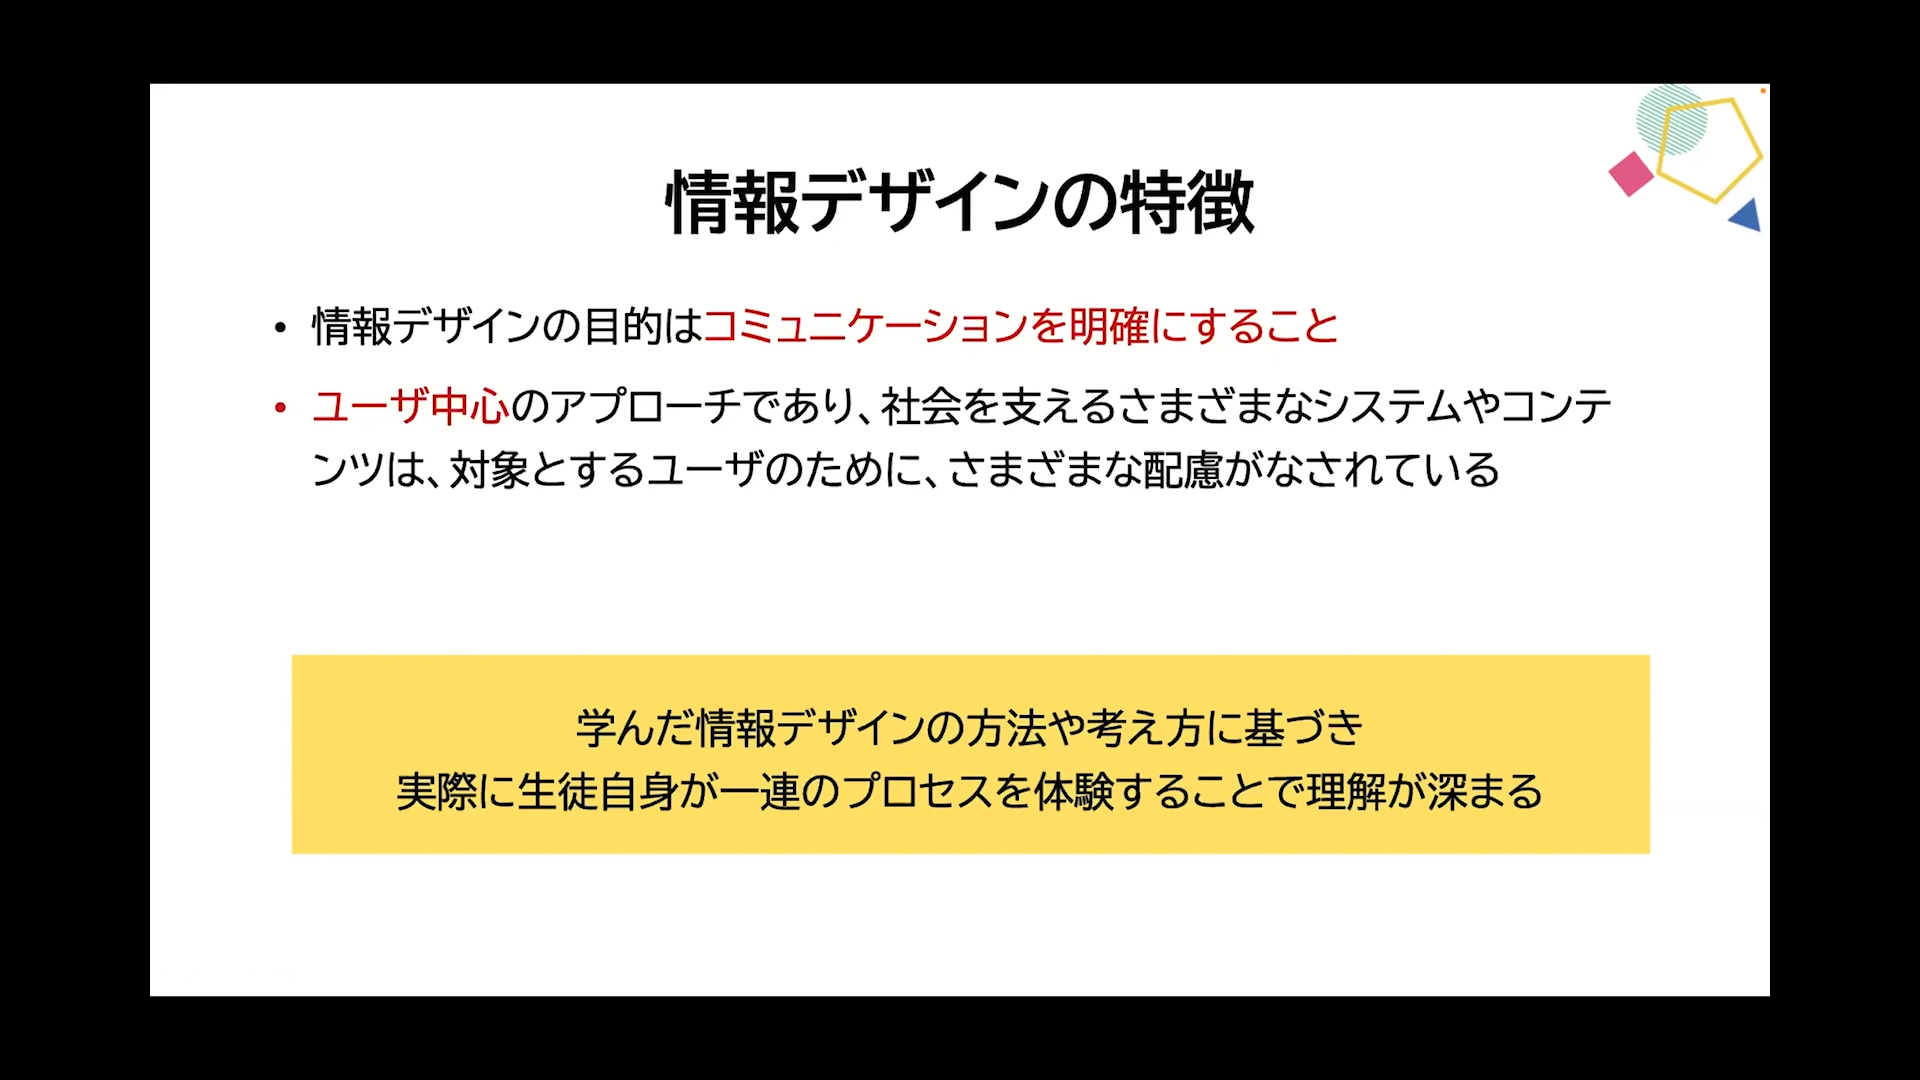 情報デザインの特徴
• 情報デザインの目的はコミュニケーションを明確にすること
• ユーザ中心のアプローチであり、社会を支えるさまざまなシステムやコンテ
ンツは、対象とするユーザのために、さまざまな配慮がなされている
学んだ情報デザインの方法や考え方に基づき
実際に生徒自身が一連のプロセスを体験することで理解が深まる